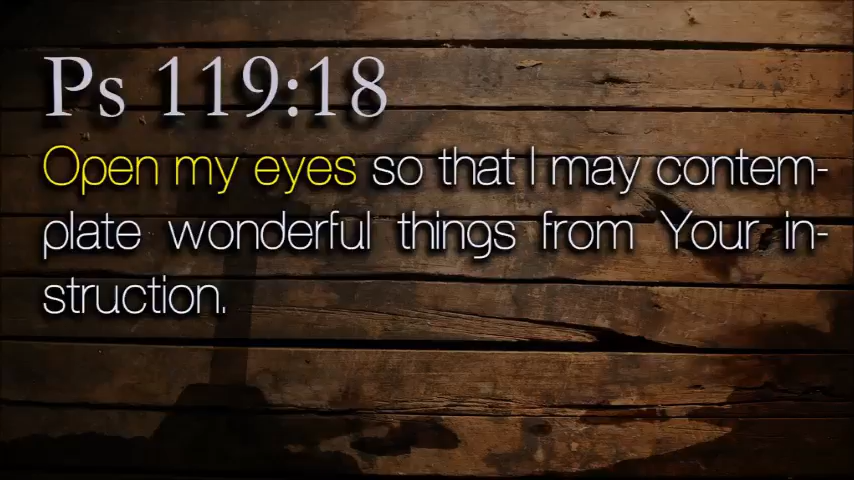 Ps 119:18
Open my eyes so that I may contem-
plate wonderful things from Your in-
struction.